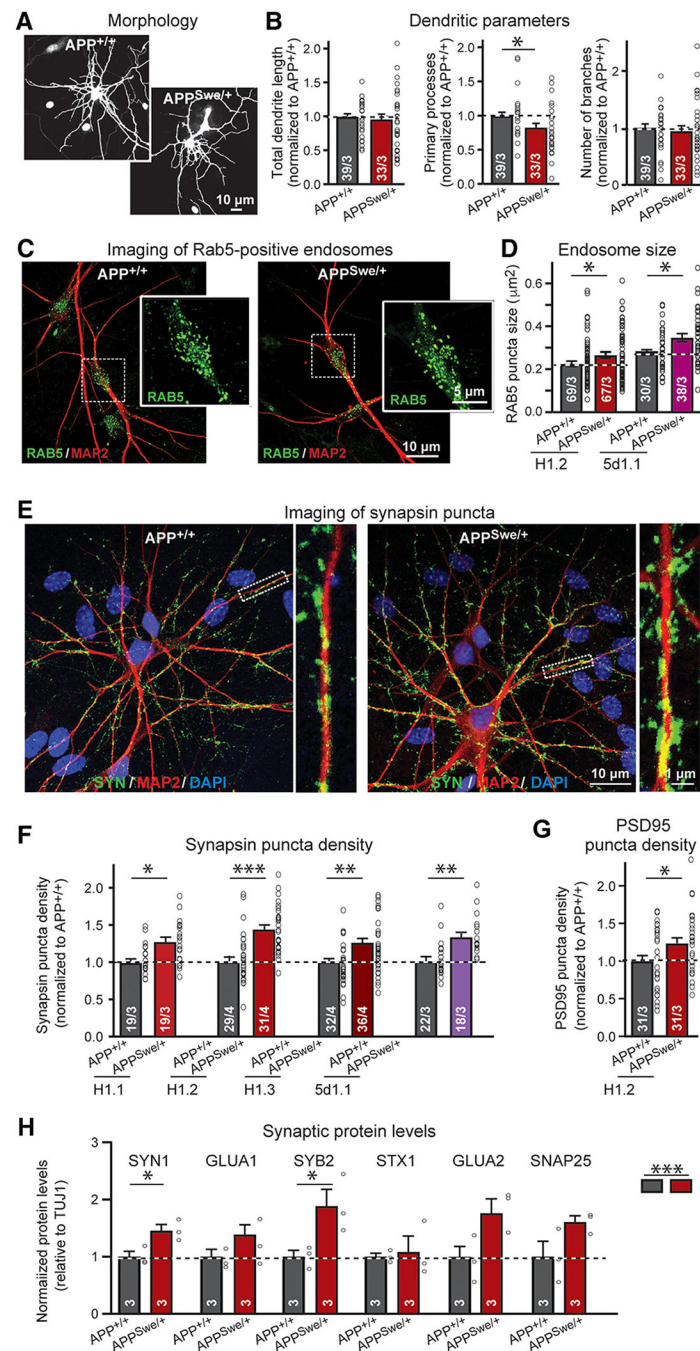 A
Morphology
APP+/+
APPSwe/+
10 μm
B
Dendritic parameters
Total dendrite length
(normalized to APP+/+)
2.0
1.5
1.0
0.5
0.0
39/3
33/3
APP+/+
APPSwe/+
Primary processes
(normalized to APP+/+)
2.0
1.5
1.0
0.5
0.0
*
39/3
33/3
APP+/+
APPSwe/+
Number of branches
(normalized to APP+/+)
2
1
0
39/3
33/3
APP+/+
APPSwe/+
C
Imaging of Rab5-positive endosomes
APP+/+
RAB5
RAB5/MAP2
APPSwe/+
RAB5
5 μm
RAB5/MAP2
10 μm
D
Endosome size
RAB5 puncta size (μm2)
0.6
0.4
0.2
0
*
*
69/3
67/3
30/3
38/3
APP+/+
APPSwe/+
APP+/+
APPSwe/+
H1.2
5d1.1
E
Imaging of synapsin puncta
APP+/+
SYN/MAP2/DAPI
APPSwe/+
SYN/MAP2/DAPI
10 μm
1 μm
F
Synapsin puncta density
Synapsin puncta density
(normalized to APP+/+)
2.0
1.5
1.0
0.5
0.0
*
***
**
**
19/3
19/3
29/4
31/4
32/4
36/4
22/3
18/3
APP+/+
APPSwe/+
APP+/+
APPSwe/+
APP+/+
APPSwe/+
APP+/+
APPSwe/+
H1.1
H1.2
H1.3
5d1.1
G
PSD95
puncta density
PSD95 puncta density
(normalized to APP+/+)
2.0
1.5
1.0
0.5
0.0
*
31/3
31/3
APP+/+
APPSwe/+
H1.2
H
Synaptic protein levels
Normalized protein levels
(relative to TUJ1)
3
2
1
0
SYN1
GLUA1
SYB2
STX1
GLUA2
SNAP25
*
*
***
3
3
3
3
3
3
3
3
3
3
3
3
APP+/+
APPSwe/+
APP+/+
APPSwe/+
APP+/+
APPSwe/+
APP+/+
APPSwe/+
APP+/+
APPSwe/+
APP+/+
APPSwe/+